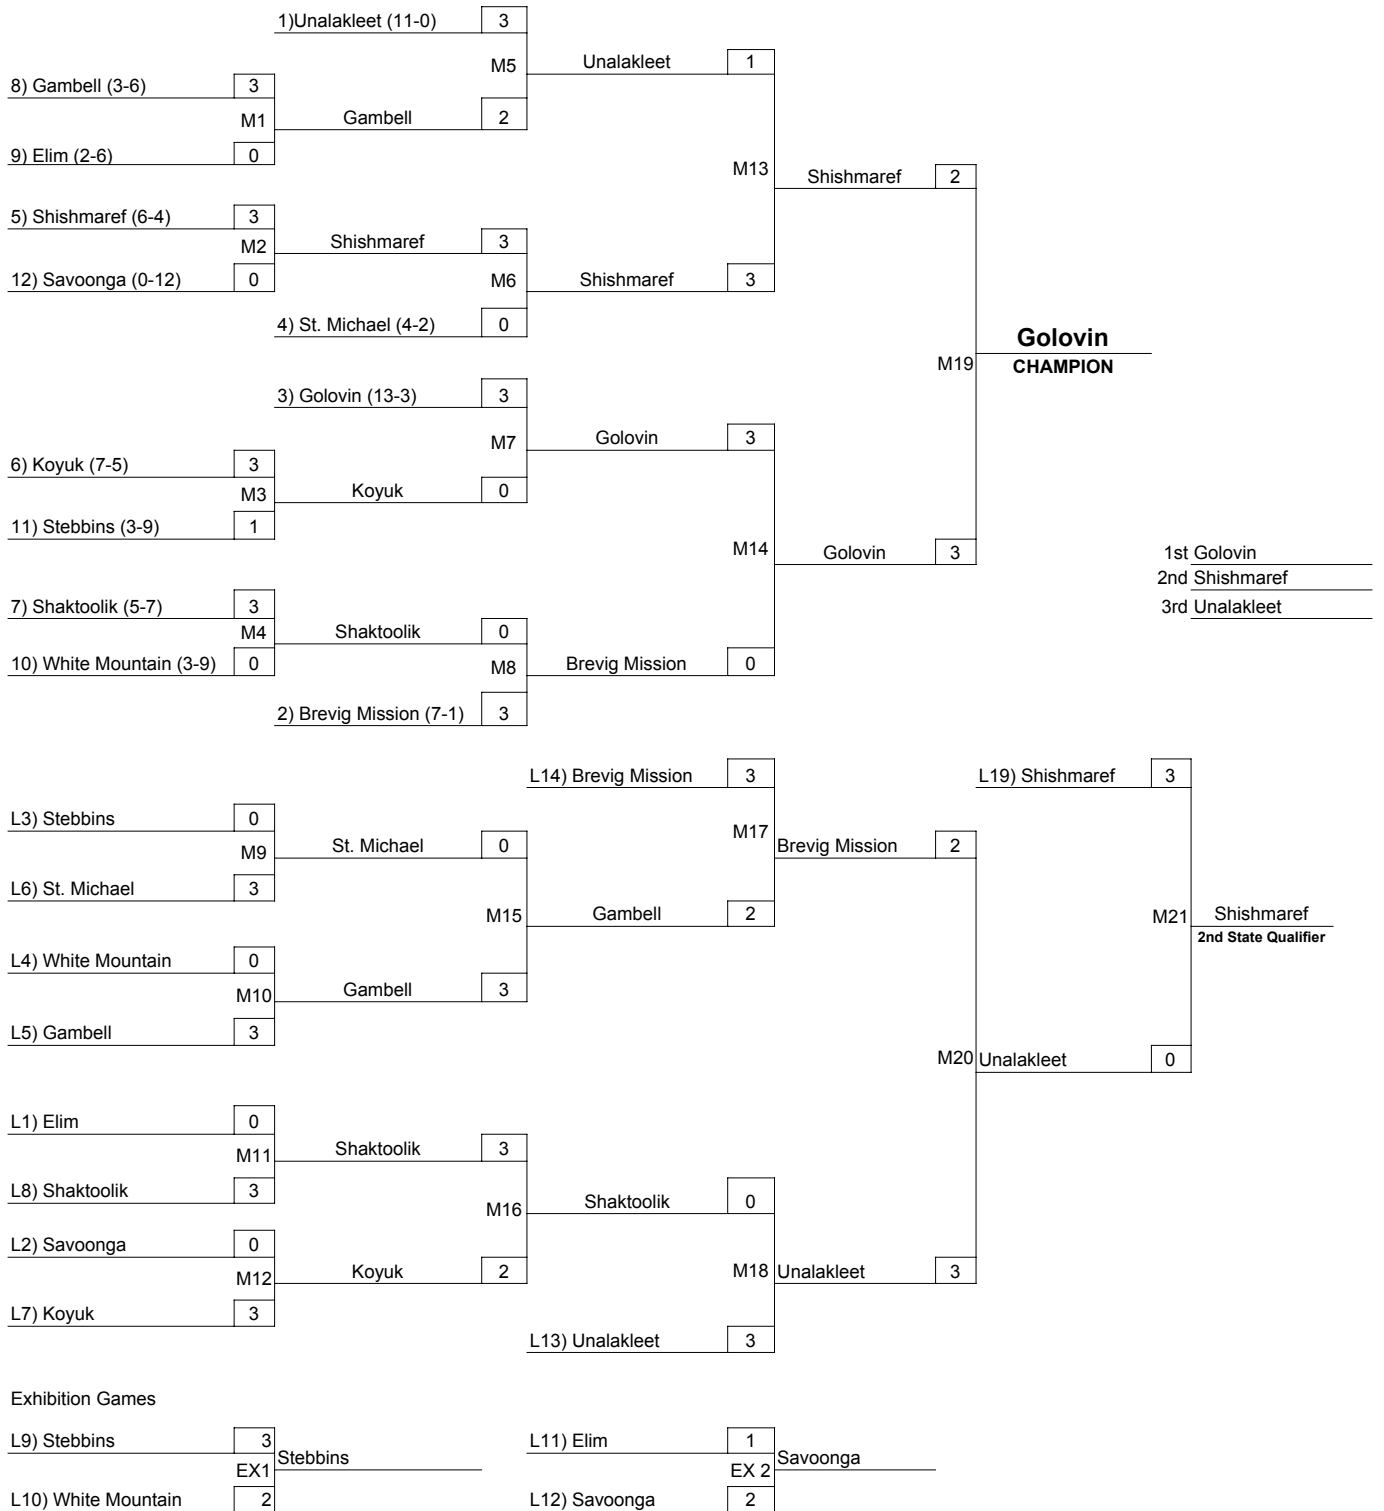 1)Unalakleet (11-0) 3
M5 Unalakleet 1
8) Gambell (3-6) 3
M1 Gambell 2
9) Elim (2-6) 0
M13 Shishmaref 2
5) Shishmaref (6-4) 3
M2 Shishmaref 3
12) Savoonga (0-12) 0 M6 Shishmaref 3
4) St. Michael (4-2) 0
Golovin
M19 CHAMPION
3) Golovin (13-3) 3
M7 Golovin 3
6) Koyuk (7-5) 3
M3 Koyuk 0
11) Stebbins (3-9) 1
M14 Golovin 3 1st Golovin
2nd Shishmaref
7) Shaktoolik (5-7) 3 3rd Unalakleet
M4 Shaktoolik 0
10) White Mountain (3-9) 0 M8 Brevig Mission 0
2) Brevig Mission (7-1) 3
L14) Brevig Mission 3 L19) Shishmaref 3
L3) Stebbins 0
M9 St. Michael 0 M17 Brevig Mission 2
L6) St. Michael 3
M15 Gambell 2 M21 Shishmaref
2nd State Qualifier
L4) White Mountain 0
M10 Gambell 3
L5) Gambell 3
M20 Unalakleet 0
L1) Elim 0
M11 Shaktoolik 3
L8) Shaktoolik 3
M16 Shaktoolik 0
L2) Savoonga 0
M12 Koyuk 2 M18 Unalakleet 3
L7) Koyuk 3
L13) Unalakleet 3
Exhibition Games
L9) Stebbins 3 L11) Elim 1
EX1 Stebbins EX 2 Savoonga
L10) White Mountain 2 L12) Savoonga 2